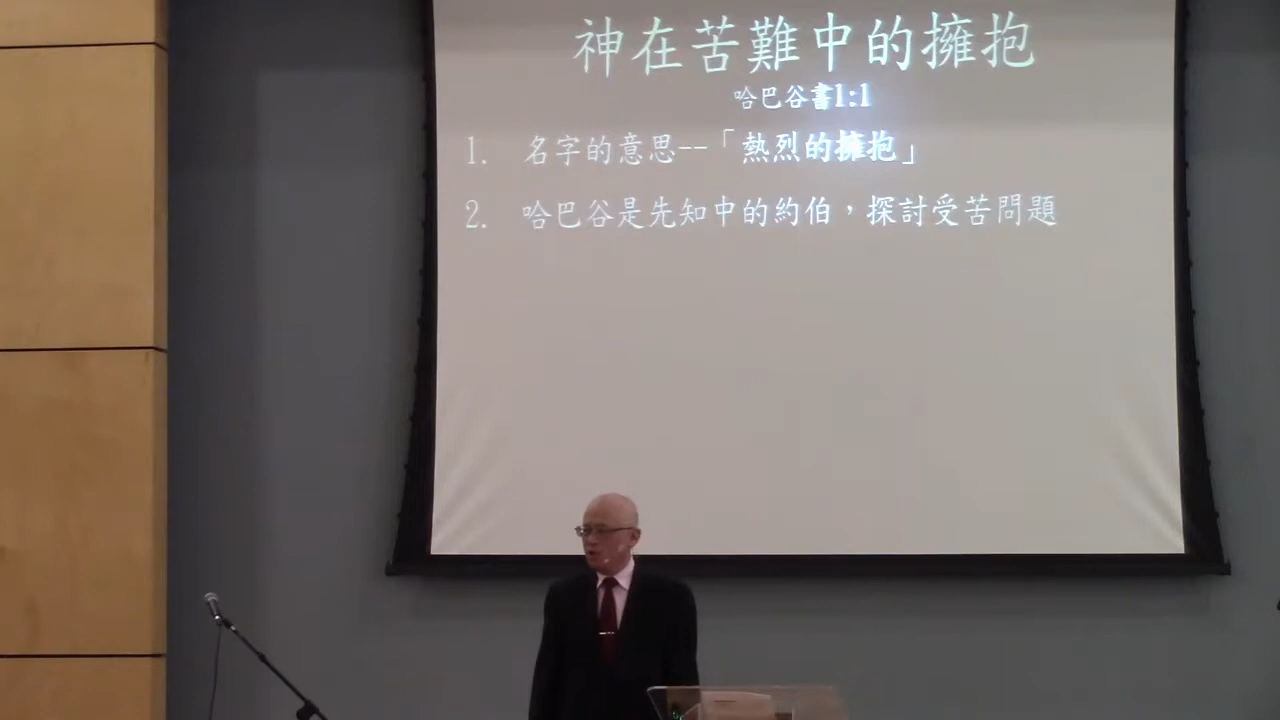 神在苦難中的擁抱
哈巴谷書1:1
1. 名字的意思--「熱烈的擁抱」
2. 哈巴谷是先知中的約伯，探討受苦問題